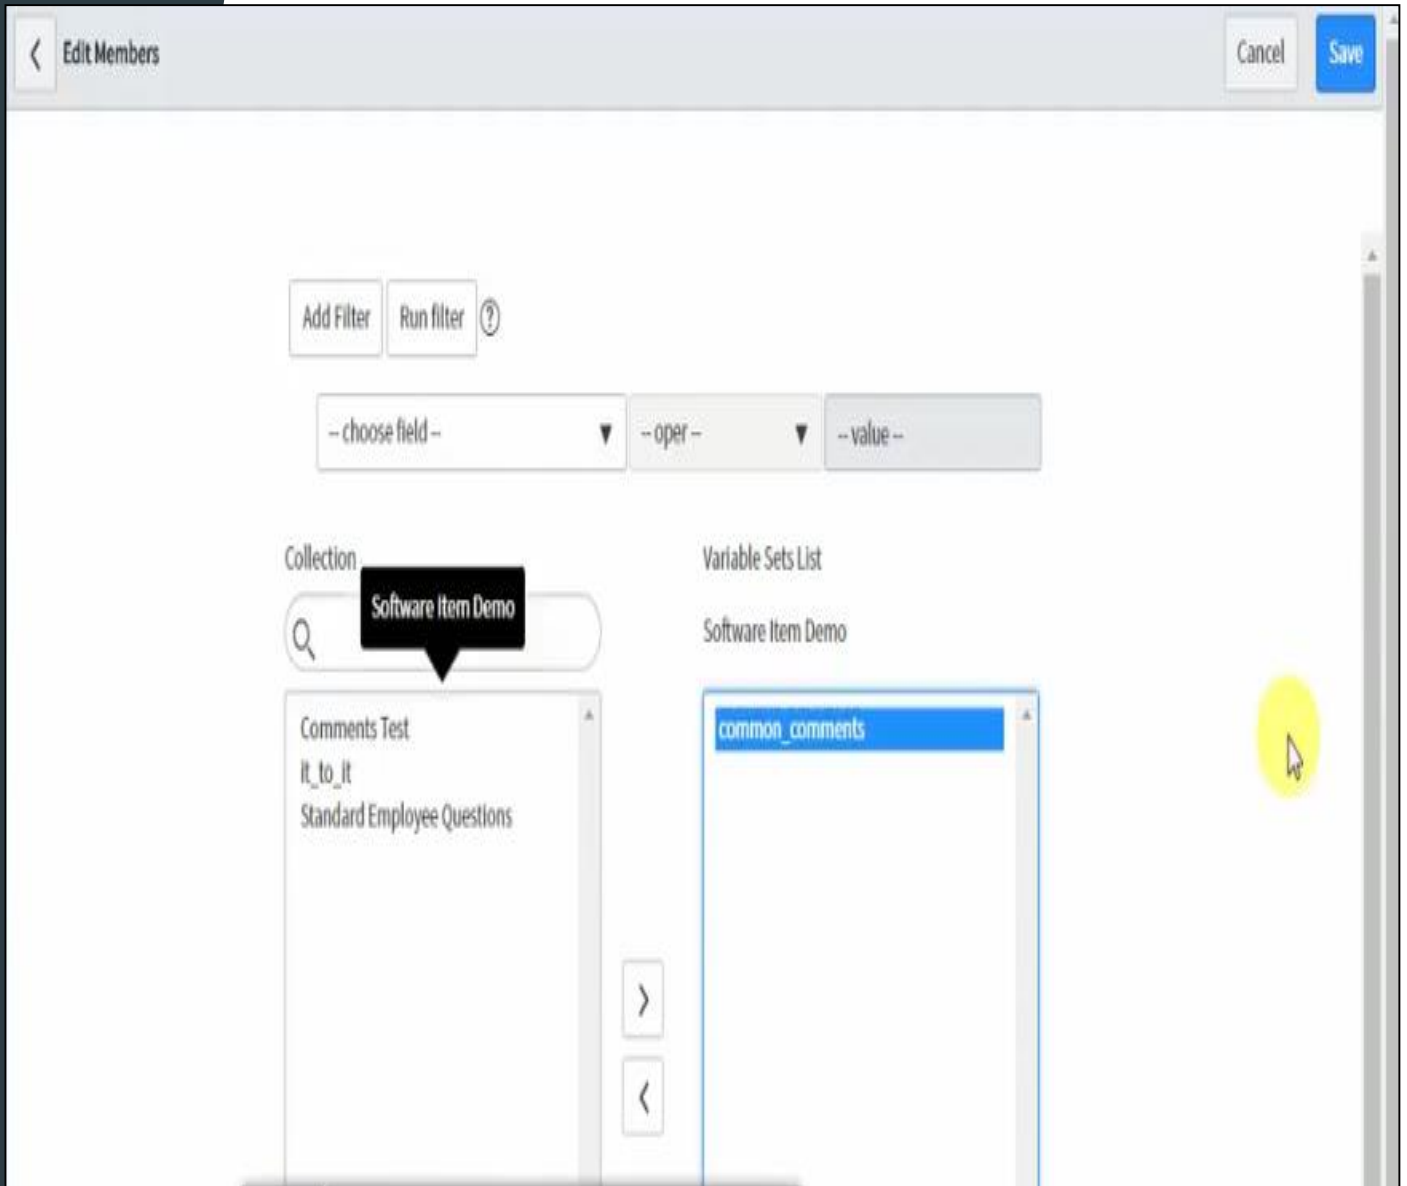 Edit Members
Cancel
Save
Add Filter
Run filter
?
-- choose field --
-- oper --
-- value --
Collection
Variable Sets List
Software Item Demo
Software Item Demo
Comments Test
it_to_it
Standard Employee Questions
common_comments